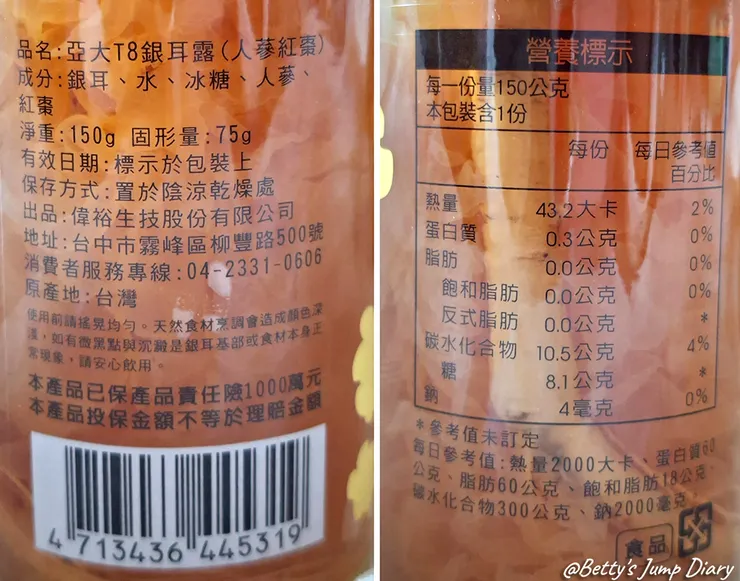 品名:亞大T8銀耳露(人蔘紅棗)
成分:銀耳、水、冰糖、人蔘、
紅棗
淨重:150g 固形量:75g
有效日期:標示於包裝上
保存方式:置於陰涼乾燥處
出品:偉裕生技股份有限公司
地址:台中市霧峰區柳豐路500號
消費者服務專線:04-2331-0606
原產地:台灣
使用前請搖晃均勻。天然食材烹調會造成顏色深
淺,如有微黑點與沉澱是銀耳基部或食材本身正
常現象,請安心飲用。
本產品已保產品責任險1000萬元
本產品投保金額不等於理賠金額
4 713436 445319
營養標示
每一份量150公克
本包裝含1份
每份 每日參考值
百分比
熱量 43.2大卡 2%
蛋白質 0.3公克 0%
脂肪 0.0公克 0%
飽和脂肪 0.0公克 0%
反式脂肪 0.0公克 *
碳水化合物 10.5公克 4%
糖 8.1公克 *
鈉 4毫克 0%
*參考值未訂定
每日參考值:熱量2000大卡、蛋白質60
公克、脂肪60公克、飽和脂肪18公克、
碳水化合物300公克、鈉2000毫克。
食品
@Betty's Jump Diary